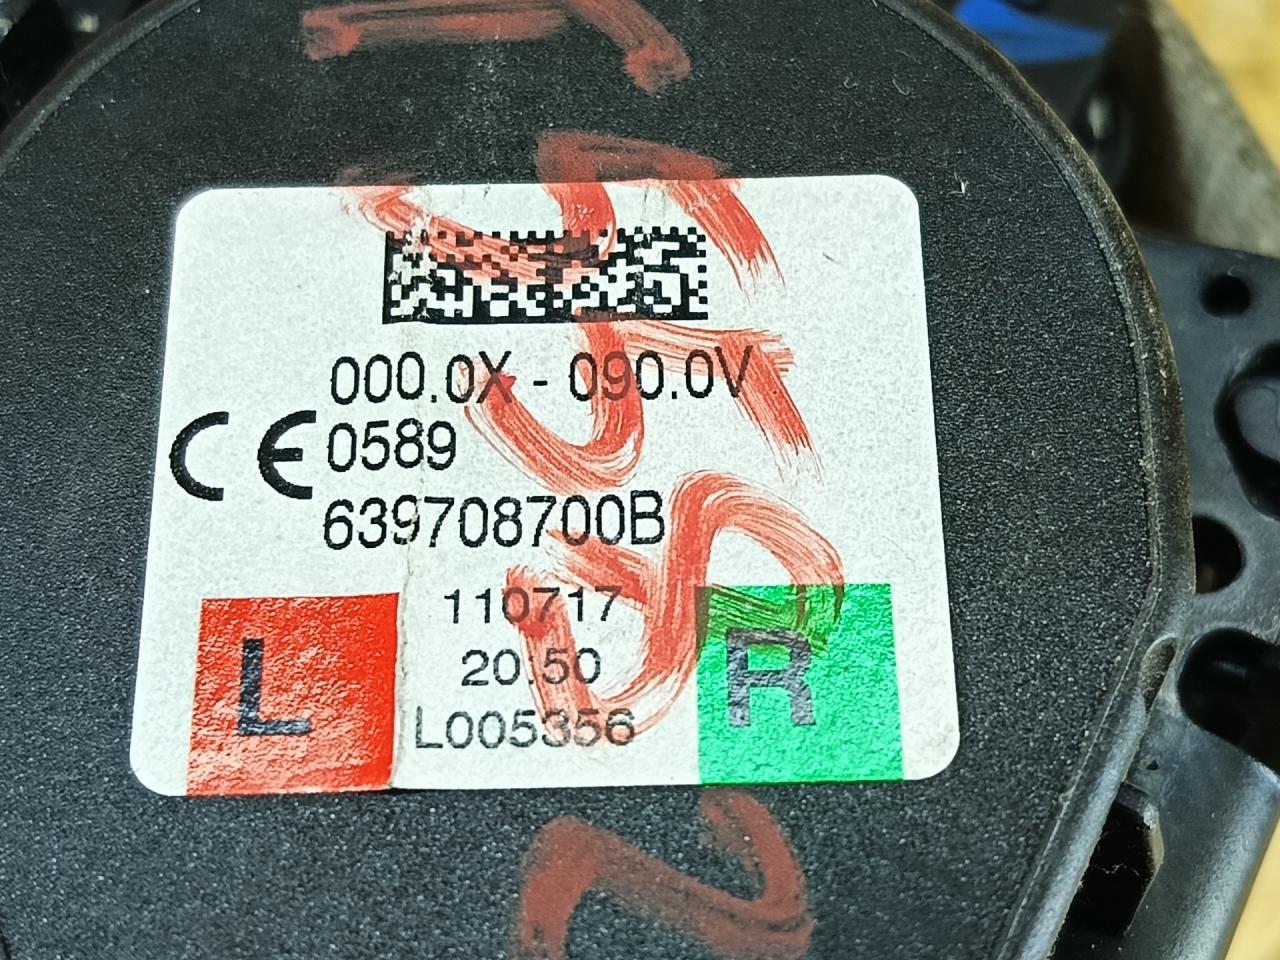 000.0X - 090.0V
CE 0589
639708700B
110717
20:50
L005356
L
R